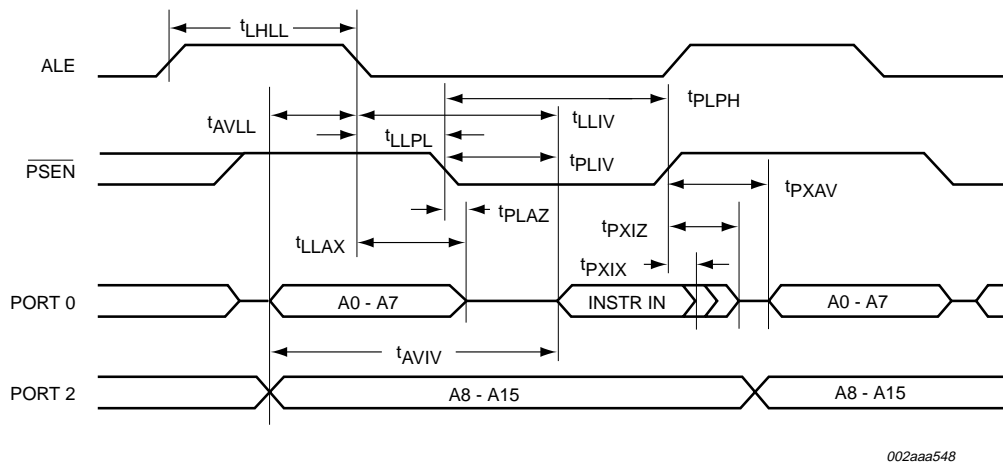 tLHLL
ALE
tPLPH
tAVLL
tLLIV
tLLPL
PSEN
tPLIV
tPXAV
tPLAZ
tLLAX
tPXIZ
tPXIX
PORT 0
A0 - A7
INSTR IN
A0 - A7
tAVIV
PORT 2
A8 - A15
A8 - A15
002aaa548